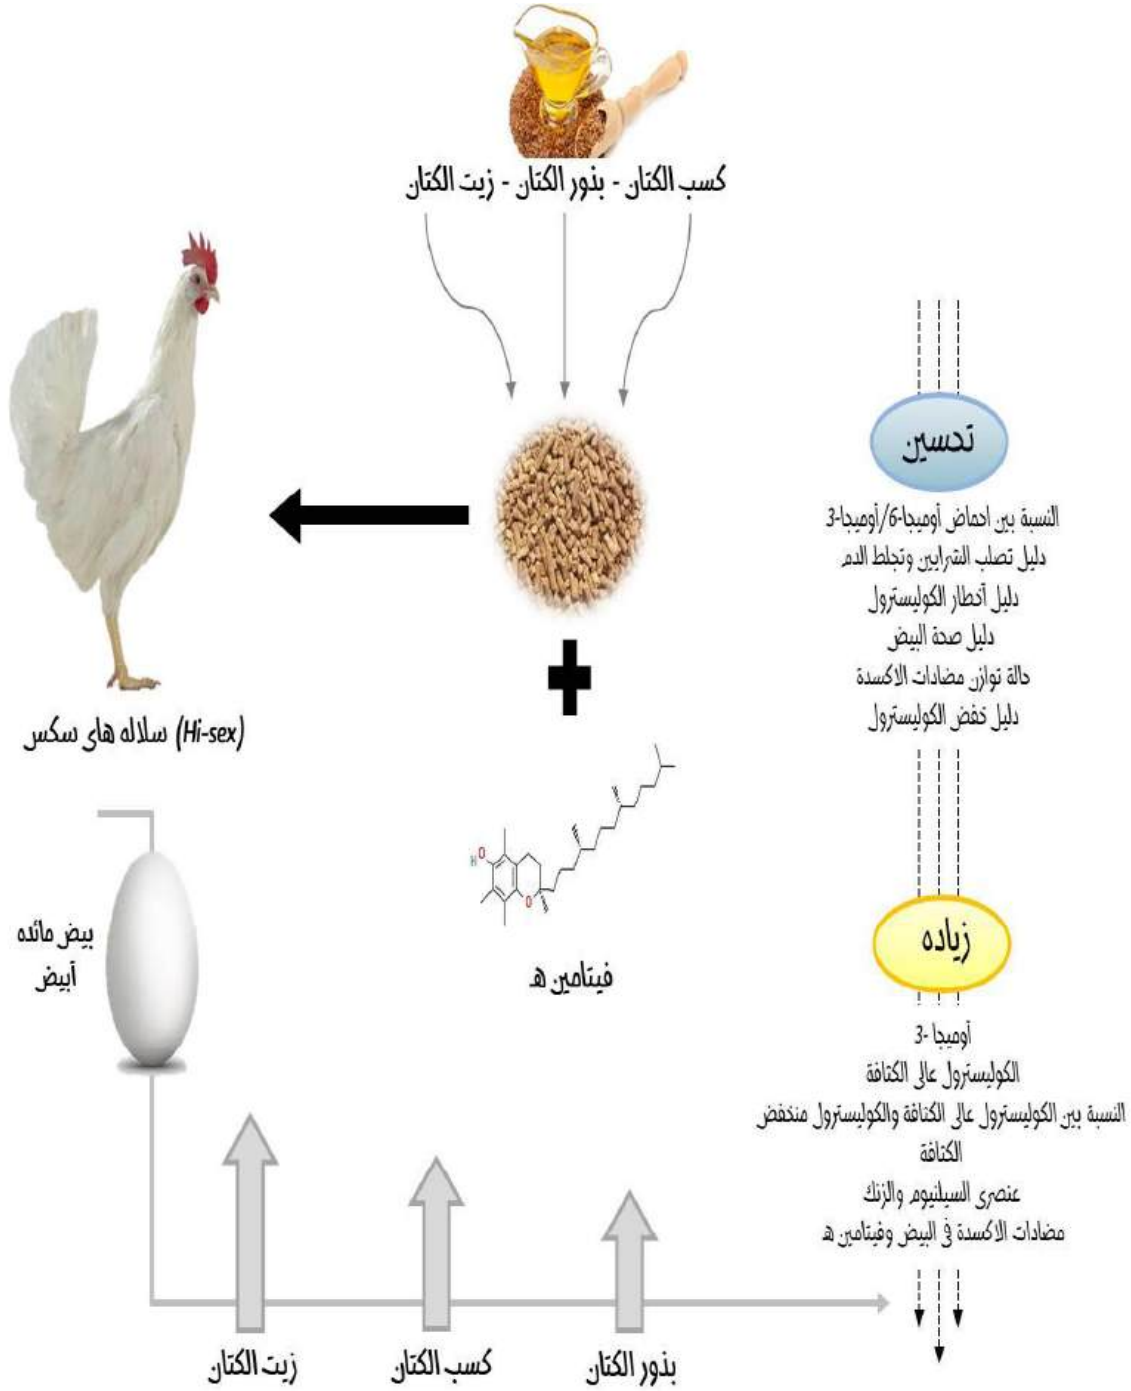 كسب الكتان - بذور الكتان - زيت الكتان
تحسين
النسبة بين احماض أوميجا-6/أوميجا-3
دليل تصلب الشرايين وتجلط الدم
دليل أخطار الكوليسترول
دليل صحة البيض
حالة توازن مضادات الاكسدة
دليل خفض الكوليسترول
(Hi-sex) سلاله هاى سكس
H
O
O
فيتامين ه
بيض مائده
أبيض
زياده
أوميجا -3
الكوليسترول عالى الكثافة
النسبة بين الكوليسترول عالى الكثافة والكوليسترول منخفض
الكثافة
عنصرى السيلنيوم والزنك
مضادات الاكسدة في البيض وفيتامين ه
زيت الكتان
كسب الكتان
بذور الكتان